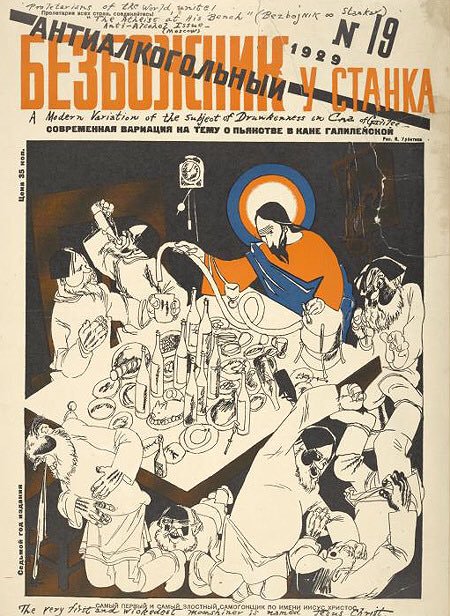 Proletarians of the World unite!
Пролетарии всех стран, соединяйтесь!
"The Atheist at His Bench" (Bezbojnik oo Stanka)
Anti-Alcohol Issue—
(Moscow)
АНТИАЛКОГОЛЬНЫЙ
1929 N 19
БЕЗБОЖНИК У СТАНКА
A Modern Variation of the Subject of Drunkenness in Cana of Galilee—
СОВРЕМЕННАЯ ВАРИАЦИЯ НА ТЕМУ О ПЬЯНСТВЕ В КАНЕ ГАЛИЛЕЙСКОЙ
Рис.
Цена 35 коп.
Седьмой год издания
САМЫЙ ПЕРВЫЙ И САМЫЙ ЗЛОСТНЫЙ САМОГОНЩИК ПО ИМЕНИ ИИСУС ХРИСТОС
The very first and wickedest moonshiner is named Jesus Christ